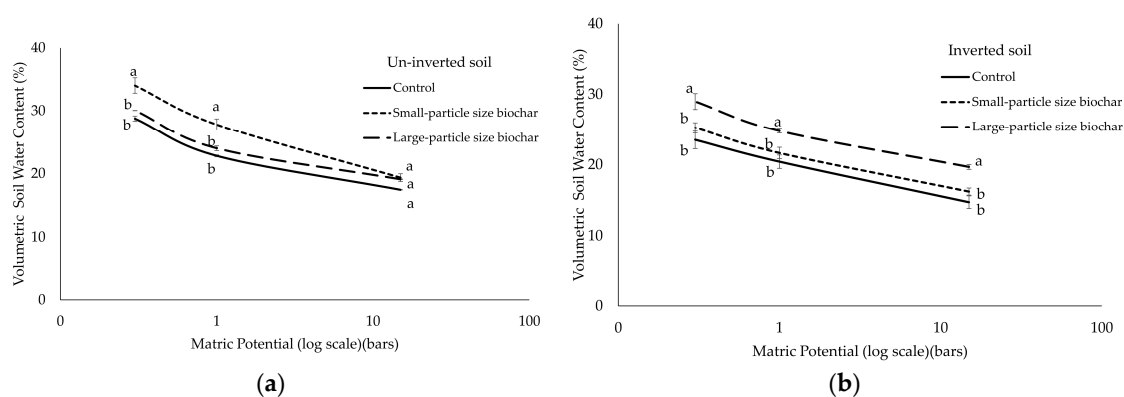 Un-inverted soil
Control
Small-particle size biochar
Large-particle size biochar
Volumetric Soil Water Content (%)
40
30
20
10
0
a
b
b
a
b
b
a
a
a
0
1
10
100
Matric Potential (log scale)(bars)
(a)
Inverted soil
Control
Small-particle size biochar
Large-particle size biochar
Volumetric Soil Water Content (%)
40
30
20
10
0
a
b
b
a
b
b
a
b
b
0
1
10
100
Matric Potential (log scale)(bars)
(b)